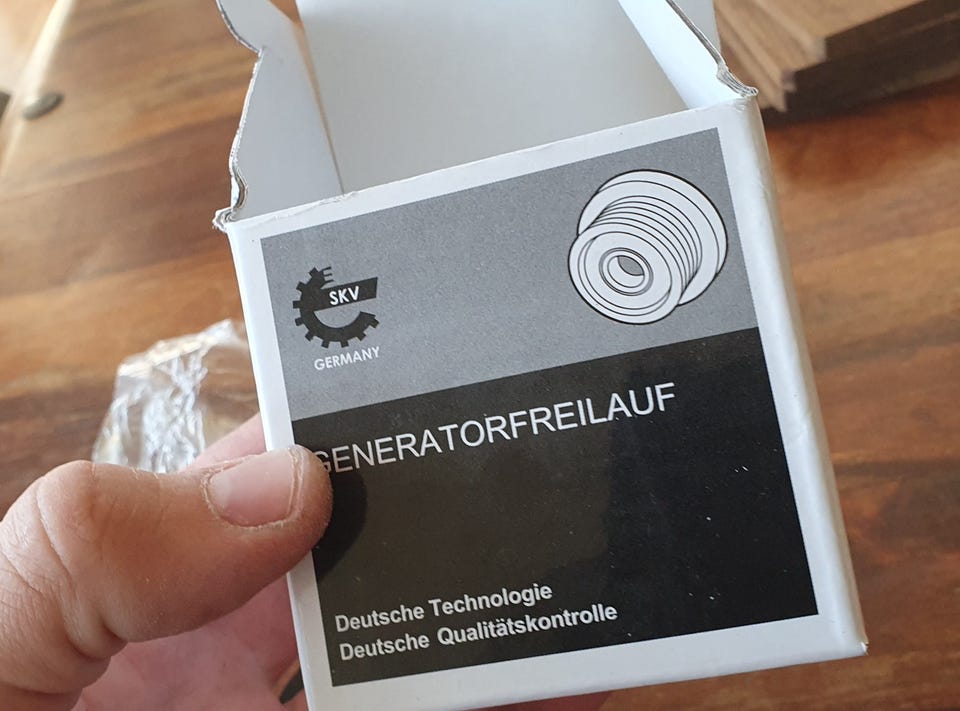 SKV
GERMANY
GENERATORFREILAUF
Deutsche Technologie
Deutsche Qualitätskontrolle